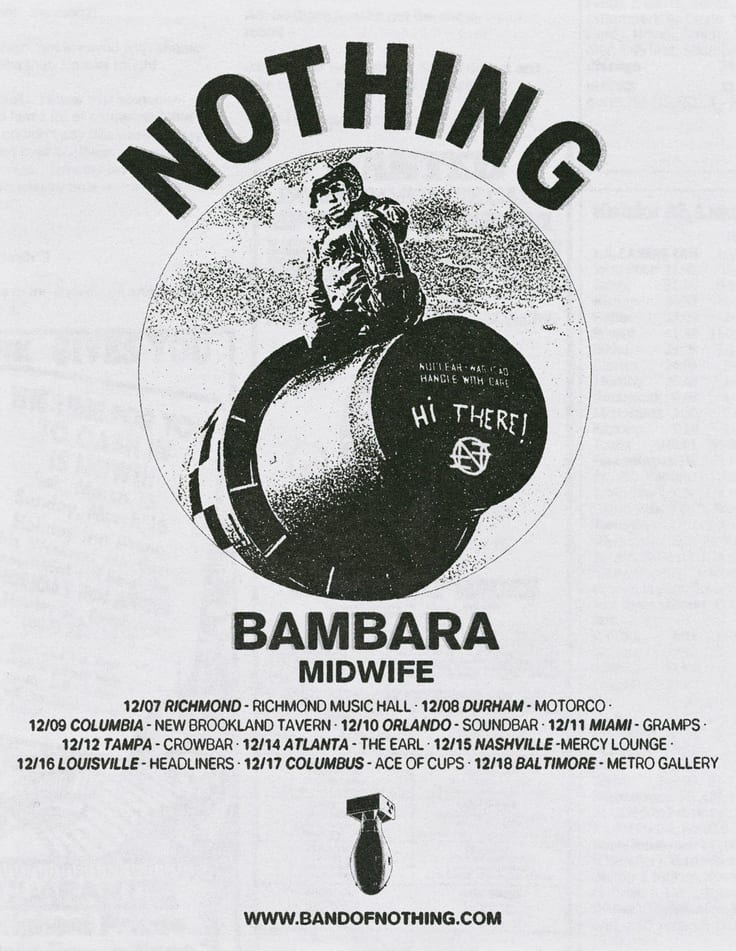 NOTHING
NUCLEAR WARHEAD
HANDLE WITH CARE
Hi THERE!
BAMBARA
MIDWIFE
12/07 RICHMOND - RICHMOND MUSIC HALL · 12/08 DURHAM - MOTORCO ·
12/09 COLUMBIA - NEW BROOKLAND TAVERN · 12/10 ORLANDO - SOUNDBAR · 12/11 MIAMI - GRAMPS ·
12/12 TAMPA - CROWBAR · 12/14 ATLANTA - THE EARL · 12/15 NASHVILLE -MERCY LOUNGE ·
12/16 LOUISVILLE - HEADLINERS · 12/17 COLUMBUS - ACE OF CUPS · 12/18 BALTIMORE - METRO GALLERY
WWW.BANDOFNOTHING.COM